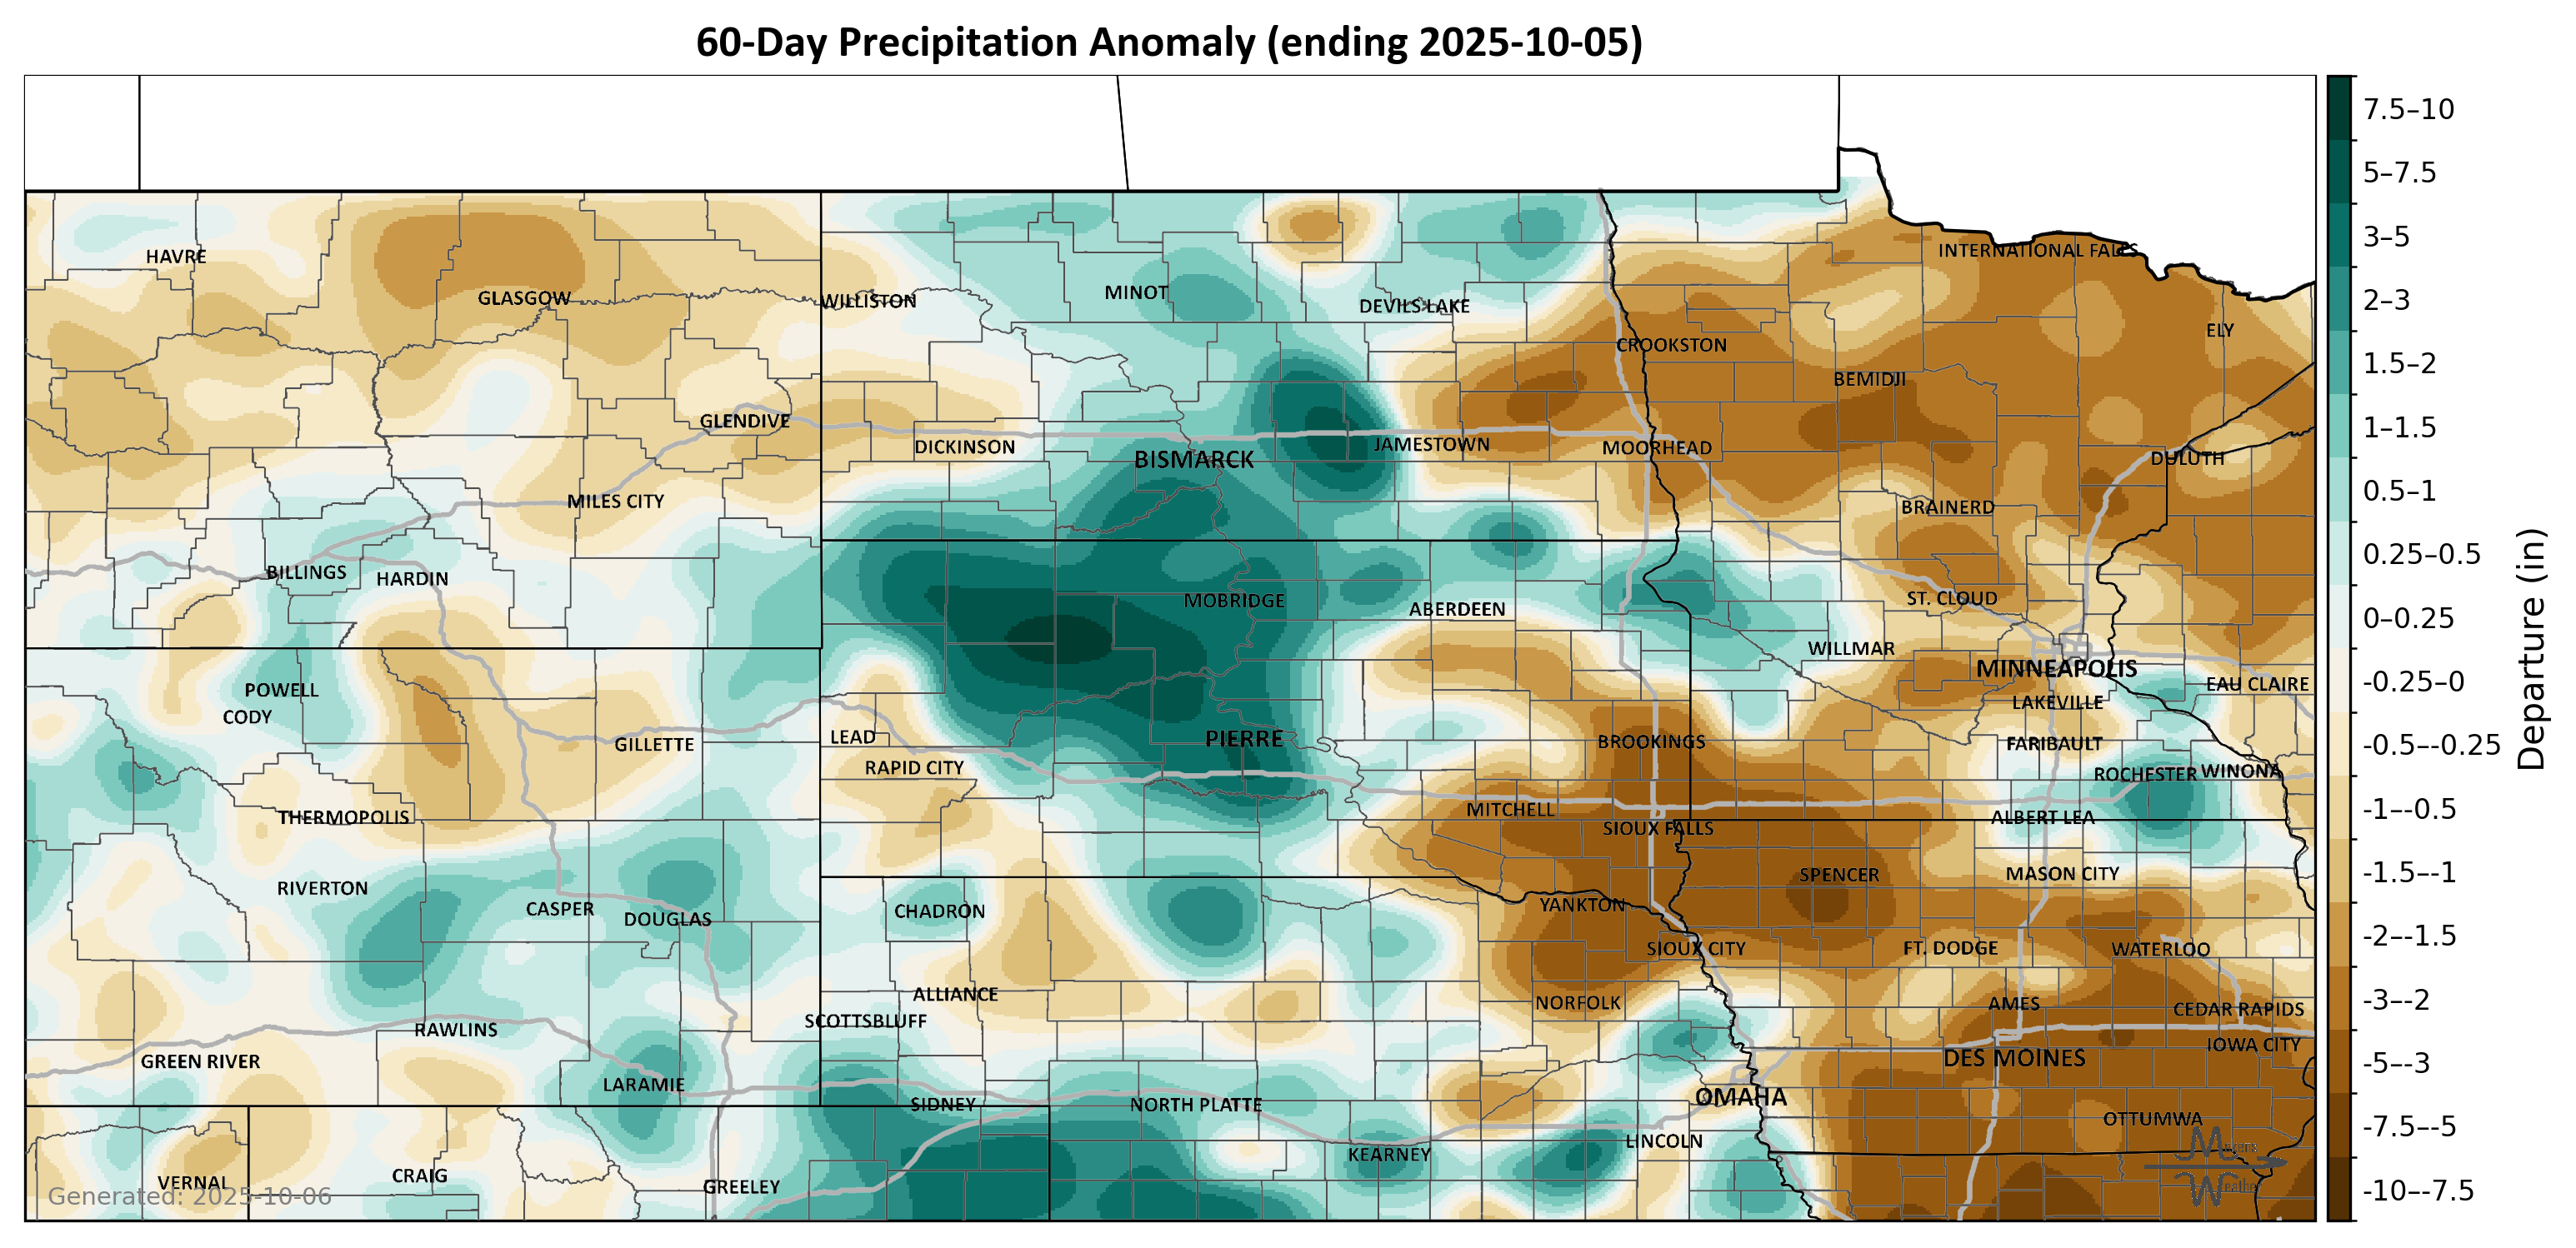 60-Day Precipitation Anomaly (ending 2025-10-05)
HAVRE
INTERNATIONAL FALLS
GLASGOW
WILLISTON
MINOT
DEVILS LAKE
ELY
CROOKSTON
BEMIDJI
GLENDIVE
DICKINSON
BISMARCK
JAMESTOWN
MOORHEAD
DULUTH
MILES CITY
BRAINERD
BILLINGS
HARDIN
MOBRIDGE
ABERDEEN
ST. CLOUD
WILLMAR
MINNEAPOLIS
POWELL
EAU CLAIRE
CODY
LAKEVILLE
GILLETTE
LEAD
PIERRE
BROOKINGS
FARIBAULT
RAPID CITY
ROCHESTER
WINONA
THERMOPOLIS
MITCHELL
ALBERT LEA
SIOUX FALLS
RIVERTON
SPENCER
MASON CITY
CASPER
DOUGLAS
CHADRON
YANKTON
SIOUX CITY
FT. DODGE
WATERLOO
ALLIANCE
NORFOLK
AMES
CEDAR RAPIDS
SCOTTSBLUFF
RAWLINS
IOWA CITY
GREEN RIVER
DES MOINES
LARAMIE
OMAHA
SIDNEY
NORTH PLATTE
OTTUMWA
LINCOLN
KEARNEY
VERNAL
CRAIG
GREELEY
Generated: 2025-10-06
Myers
Weather
7.5–10
5–7.5
3–5
2–3
1.5–2
1–1.5
0.5–1
0.25–0.5
0–0.25
-0.25–0
-0.5–-0.25
-1–-0.5
-1.5–-1
-2–-1.5
-3–-2
-5–-3
-7.5–-5
-10–-7.5
Departure (in)